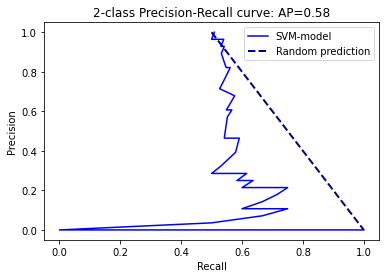 2-class Precision-Recall curve: AP=0.58
SVM-model
Random prediction
Precision
1.0
0.8
0.6
0.4
0.2
0.0
0.0 0.2 0.4 0.6 0.8 1.0
Recall